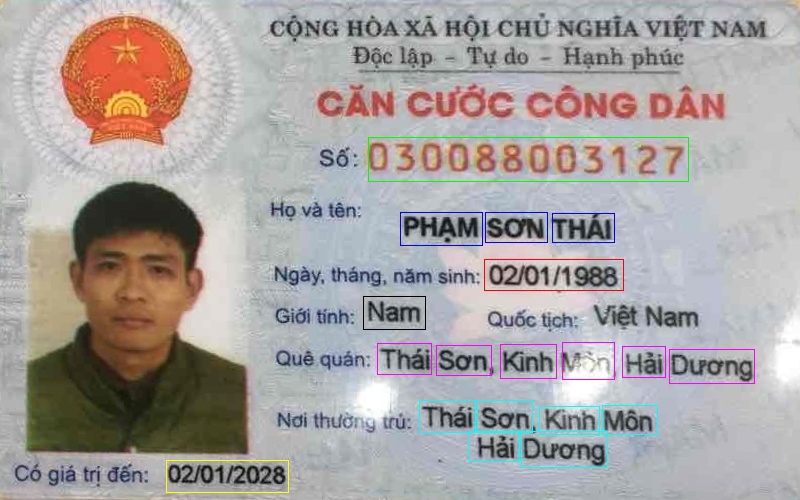 CỘNG HÒA XÃ HỘI CHỦ NGHĨA VIỆT NAM
Độc lập - Tự do - Hạnh phúc
CĂN CƯỚC CÔNG DÂN
Số: 030088003127
Họ và tên: PHẠM SƠN THÁI
Ngày, tháng, năm sinh: 02/01/1988
Giới tính: Nam Quốc tịch: Việt Nam
Quê quán: Thái Sơn, Kinh Môn, Hải Dương
Nơi thường trú: Thái Sơn, Kinh Môn
Hải Dương
Có giá trị đến: 02/01/2028